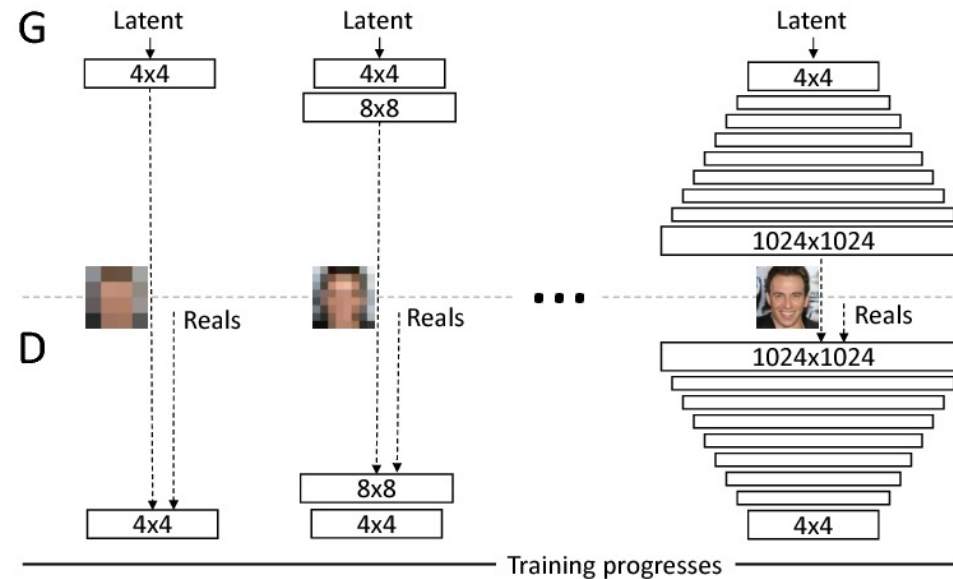 G
Latent
Latent
Latent
4x4
4x4
4x4
8x8
1024x1024
...
Reals
Reals
Reals
D
1024x1024
8x8
4x4
4x4
4x4
Training progresses